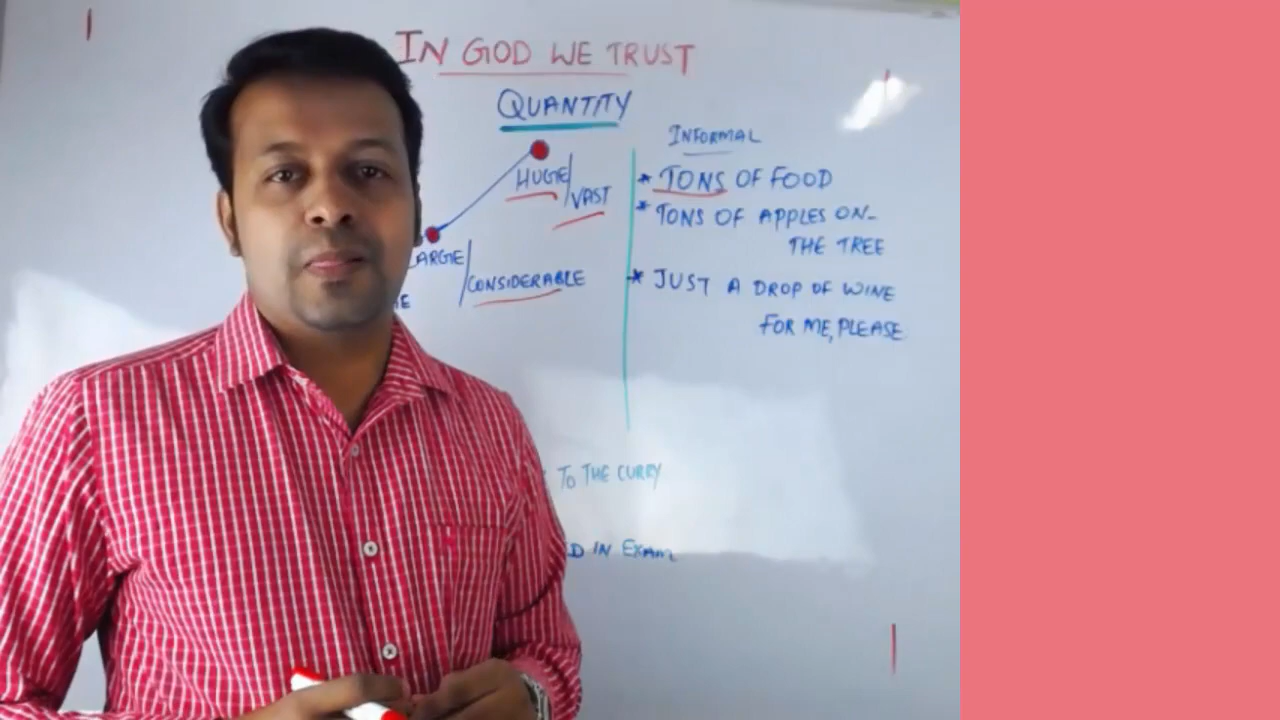 IN GOD WE TRUST
QUANTITY
HUGE/
VAST
LARGE/
CONSIDERABLE
INFORMAL
* TONS OF FOOD
* TONS OF APPLES ON-
THE TREE
* JUST A DROP OF WINE
FOR ME, PLEASE
TO THE CURRY
IN EXAM